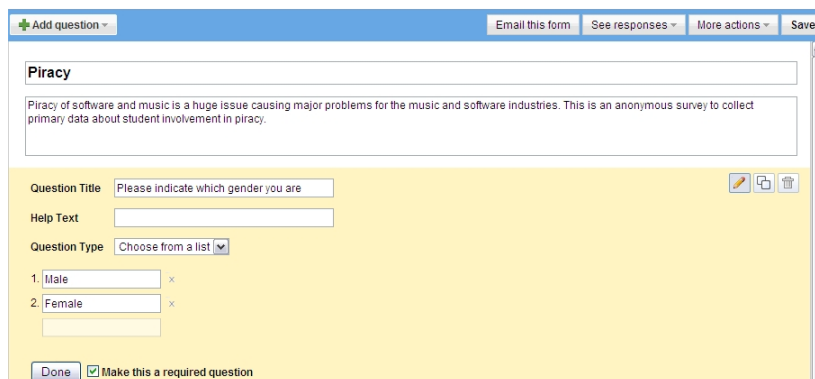 Add question Email this form See responses More actions Save
Piracy
Piracy of software and music is a huge issue causing major problems for the music and software industries. This is an anonymous survey to collect
primary data about student involvement in piracy.
Question Title Please indicate which gender you are
Help Text
Question Type Choose from a list
1. Male x
2. Female x
Done Make this a required question